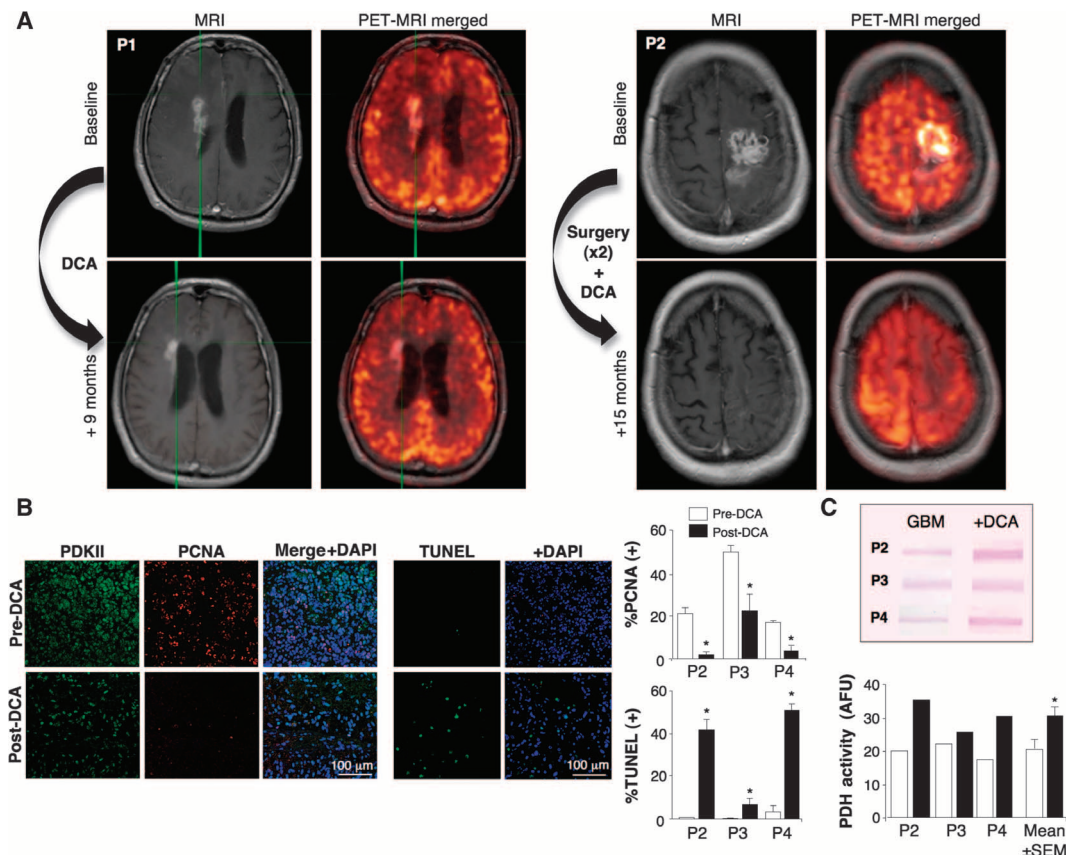 A
MRI
PET-MRI merged
MRI
PET-MRI merged
P1
P2
Baseline
Baseline
DCA
Surgery
(x2)
+
DCA
+ 9 months
+15 months
B
PDKII
PCNA
Merge+DAPI
TUNEL
+DAPI
Pre-DCA
Post-DCA
100 μm
100 μm
Pre-DCA
Post-DCA
%PCNA (+)
60
40
20
0
*
*
*
P2
P3
P4
%TUNEL (+)
60
40
20
0
*
*
*
P2
P3
P4
C
GBM
+DCA
P2
P3
P4
PDH activity (AFU)
40
30
20
10
0
*
P2
P3
P4
Mean
+SEM